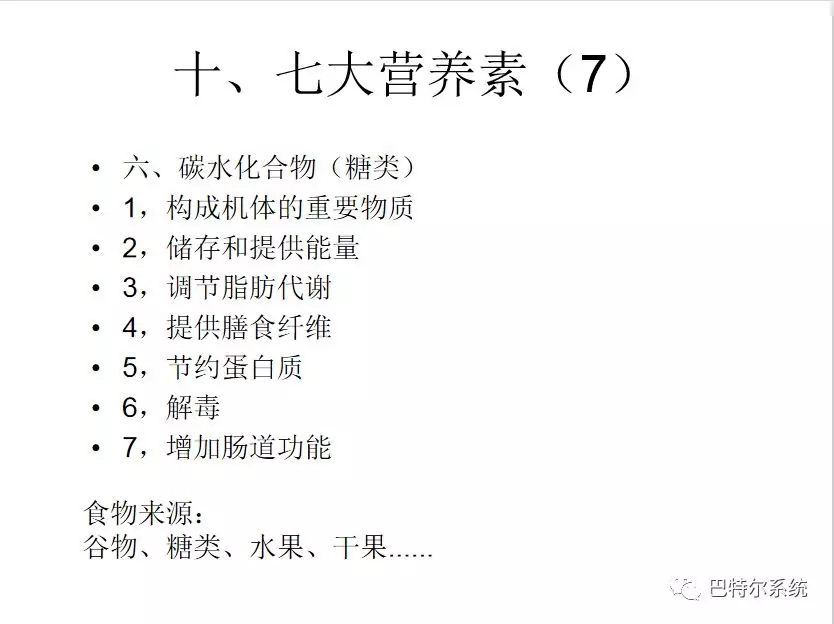 十、七大营养素（7）
• 六、碳水化合物（糖类）
• 1，构成机体的重要物质
• 2，储存和提供能量
• 3，调节脂肪代谢
• 4，提供膳食纤维
• 5，节约蛋白质
• 6，解毒
• 7，增加肠道功能
食物来源：
谷物、糖类、水果、干果......
巴特尔系统